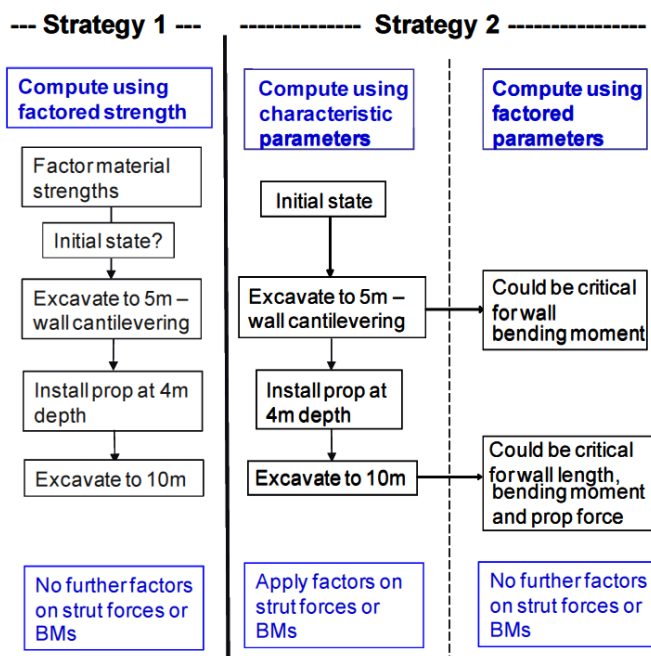 --- Strategy 1 ---
Compute using
factored strength
Factor material
strengths
Initial state?
Excavate to 5m –
wall cantilevering
Install prop at 4m
depth
Excavate to 10m
No further factors
on strut forces or
BMs
-------------- Strategy 2 ---------------
Compute using
characteristic
parameters
Initial state
Excavate to 5m –
wall cantilevering
Install prop at
4m depth
Excavate to 10m
Apply factors on
strut forces or
BMs
Compute using
factored
parameters
Could be critical
for wall
bending moment
Could be critical
for wall length,
bending moment
and prop force
No further factors
on strut forces or
BMs